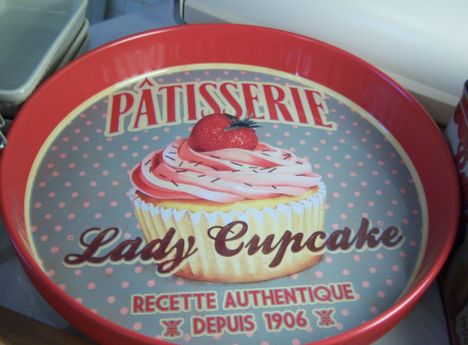 PÂTISSERIE
Lady Cupcake
RECETTE AUTHENTIQUE
DEPUIS 1906